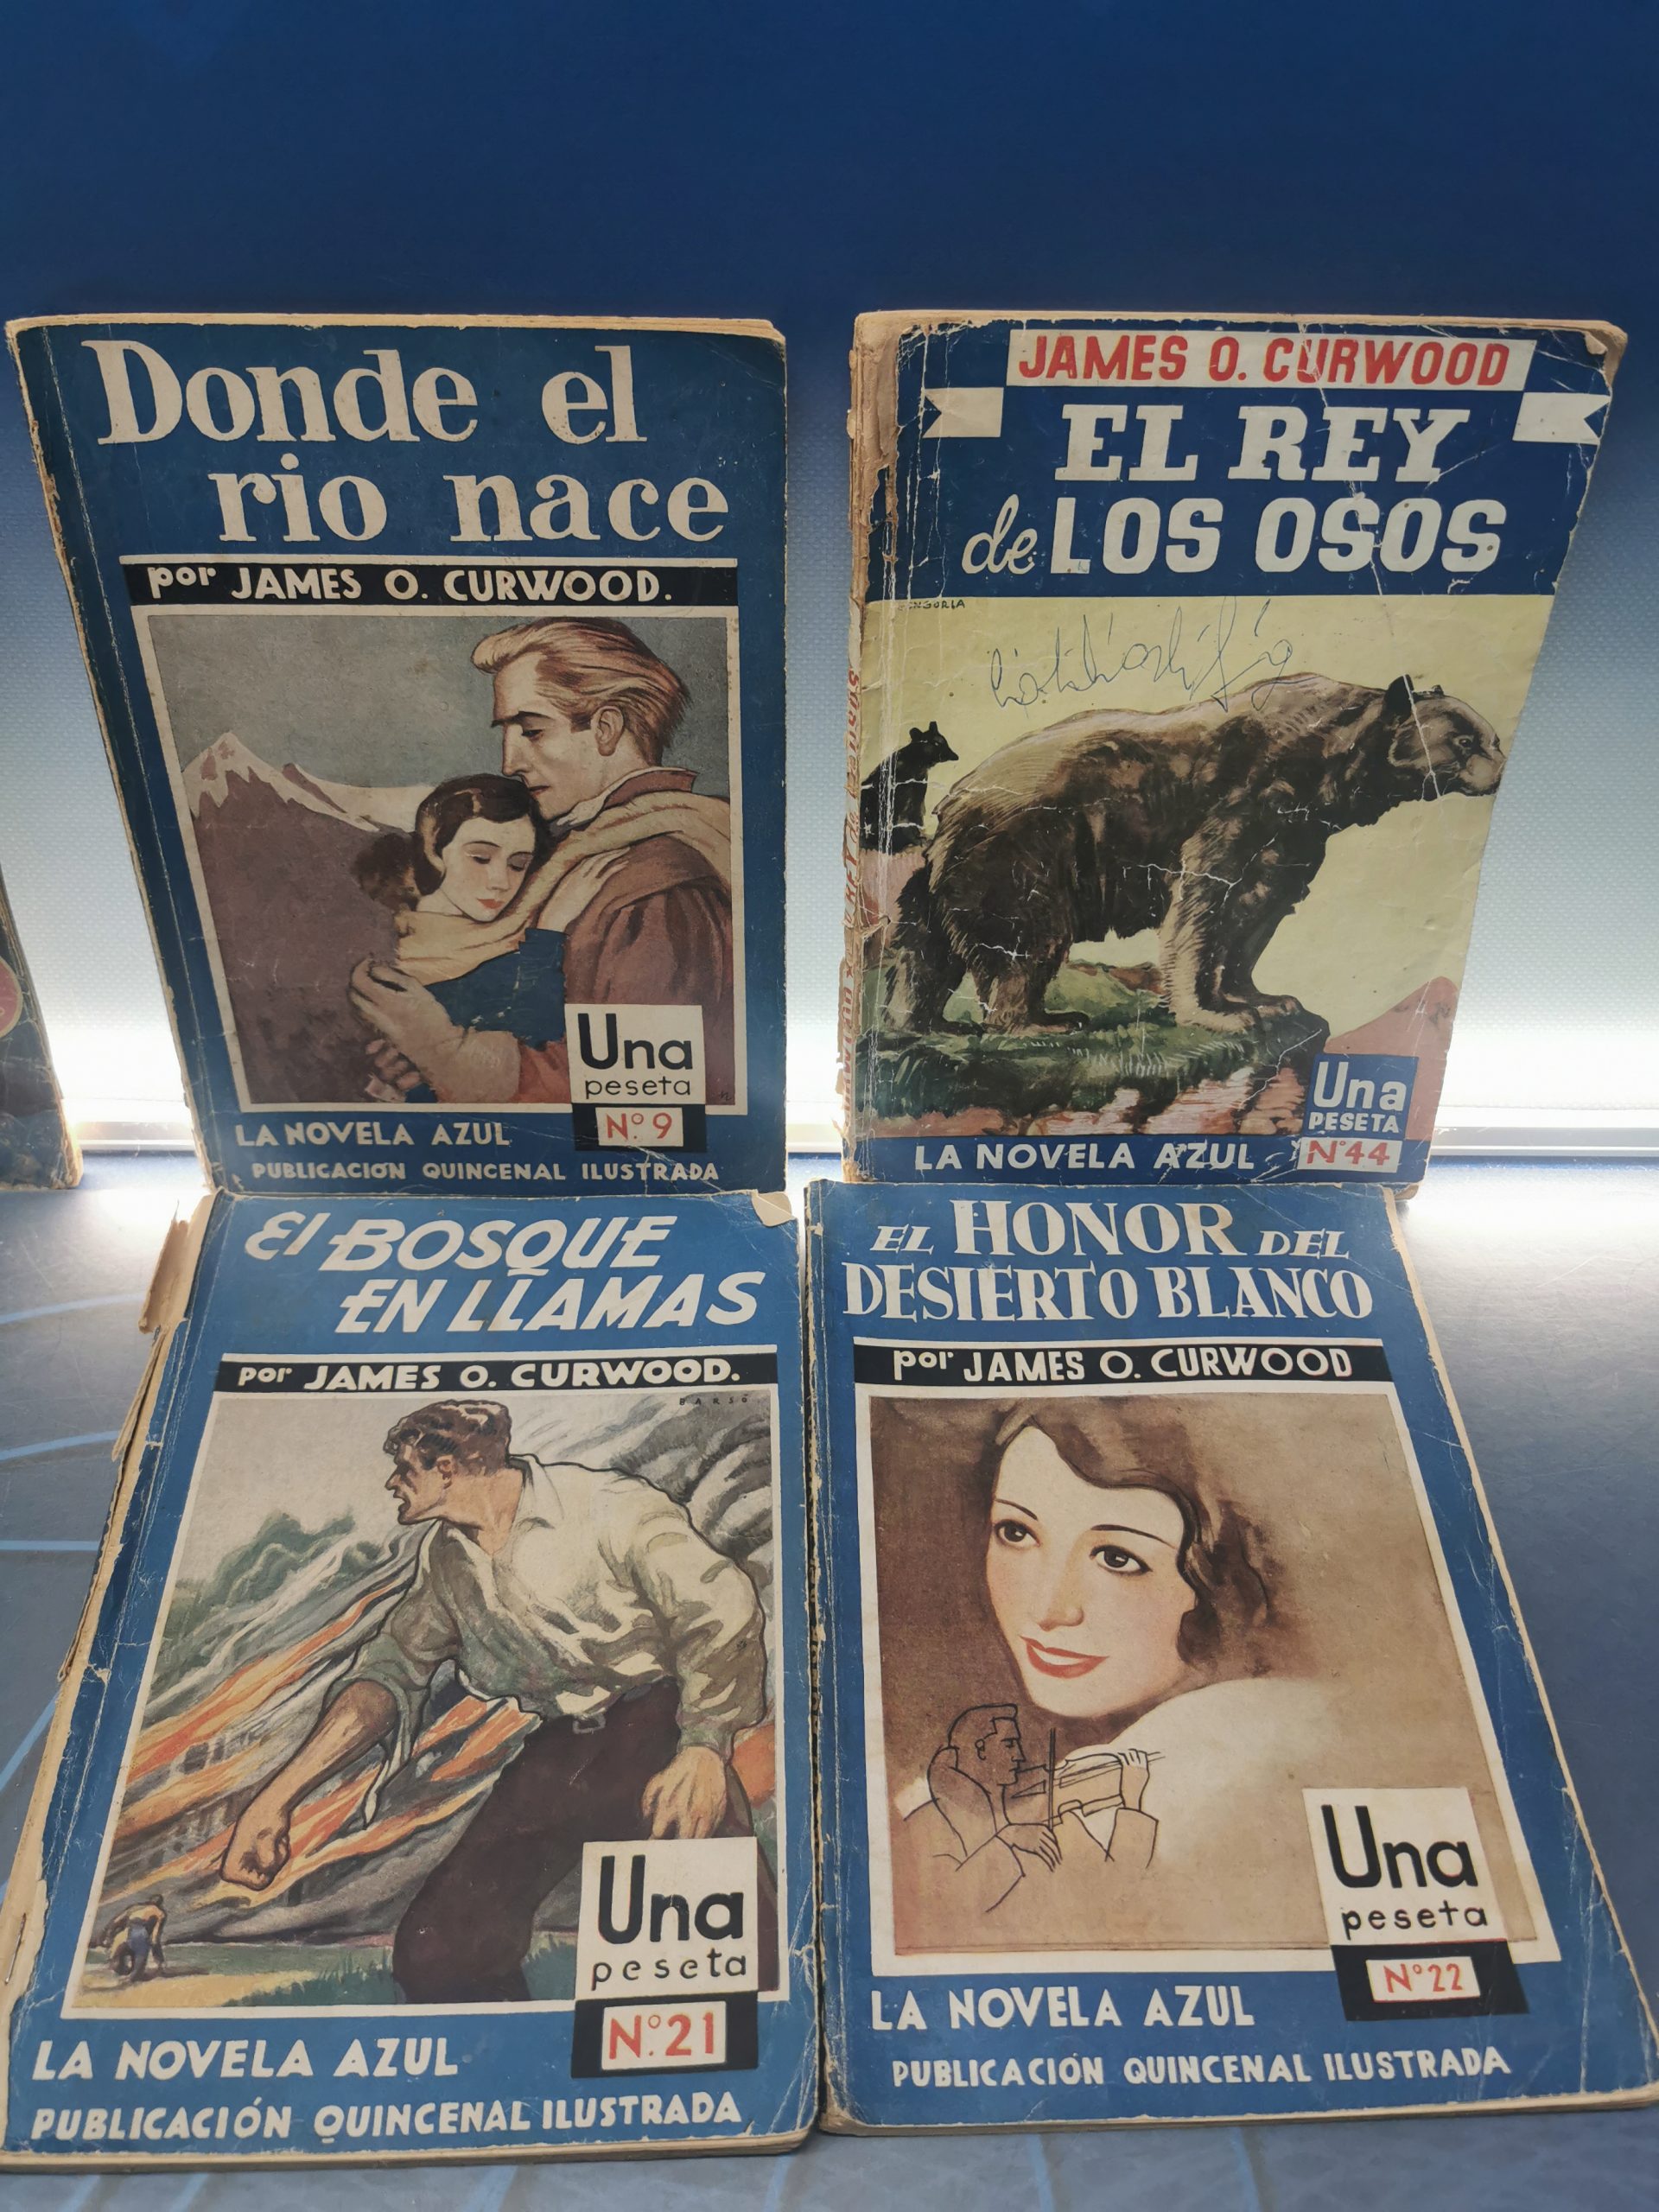 Donde el
rio nace
por JAMES O. CURWOOD.
Una
peseta
Nº 9
LA NOVELA AZUL
PUBLICACIÓN QUINCENAL ILUSTRADA
JAMES O. CURWOOD
EL REY
de LOS OSOS
Una
PESETA
Nº 44
LA NOVELA AZUL
El BOSQUE
EN LLAMAS
por JAMES O. CURWOOD.
Una
peseta
Nº. 21
LA NOVELA AZUL
PUBLICACIÓN QUINCENAL ILUSTRADA
EL HONOR DEL
DESIERTO BLANCO
por JAMES O. CURWOOD
Una
peseta
Nº 22
LA NOVELA AZUL
PUBLICACIÓN QUINCENAL ILUSTRADA